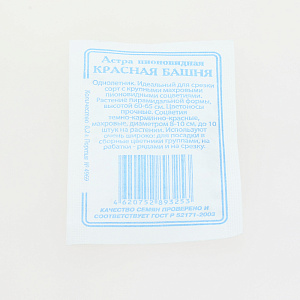 Астра пионовидная
КРАСНАЯ БАШНЯ
Однолетник. Идеальный для срезки
сорт с крупными махровыми
пионовидными соцветиями.
Растение пирамидальной формы,
высотой 60-65 см. Цветоносы
прочные. Соцветия
темно-карминно-красный,
махровые, диаметром 8-10 см, до 10
штук на растении. Используют
очень широко: для посадки в
сборные цветник группами, на
рабатки - рядами и на срезку.
КАЧЕСТВО СЕМЯН ПРОВЕРЕНО И
СООТВЕТСТВУЕТ ГОСТ Р 52171-2003